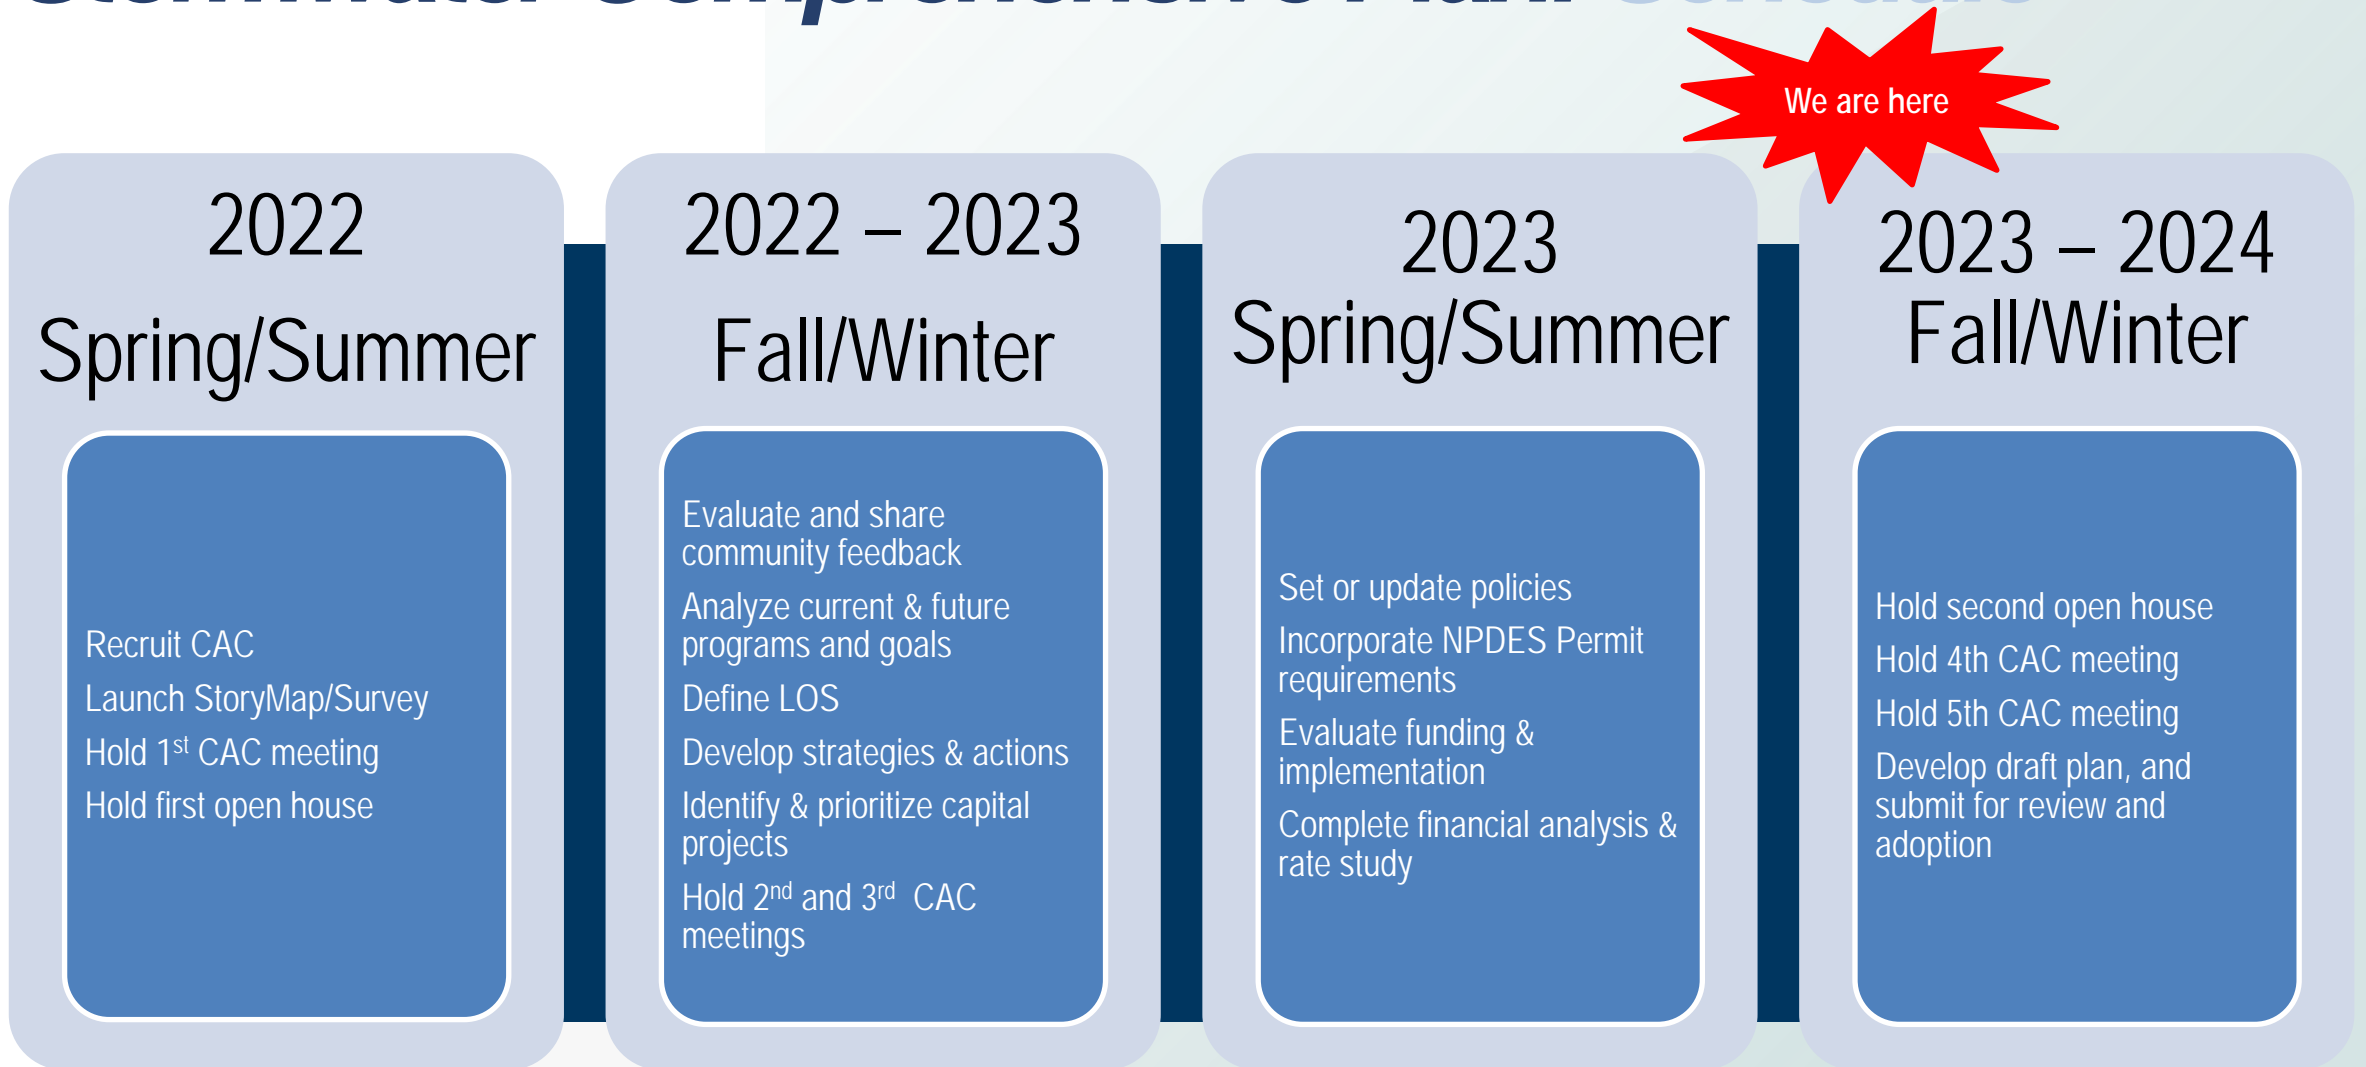 Stormwater Comprehensive Plan: Schedule
We are here
2022
Spring/Summer
Recruit CAC
Launch StoryMap/Survey
Hold 1st CAC meeting
Hold first open house
2022 – 2023
Fall/Winter
Evaluate and share
community feedback
Analyze current & future
programs and goals
Define LOS
Develop strategies & actions
Identify & prioritize capital
projects
Hold 2nd and 3rd CAC
meetings
2023
Spring/Summer
Set or update policies
Incorporate NPDES Permit
requirements
Evaluate funding &
implementation
Complete financial analysis &
rate study
2023 – 2024
Fall/Winter
Hold second open house
Hold 4th CAC meeting
Hold 5th CAC meeting
Develop draft plan, and
submit for review and
adoption